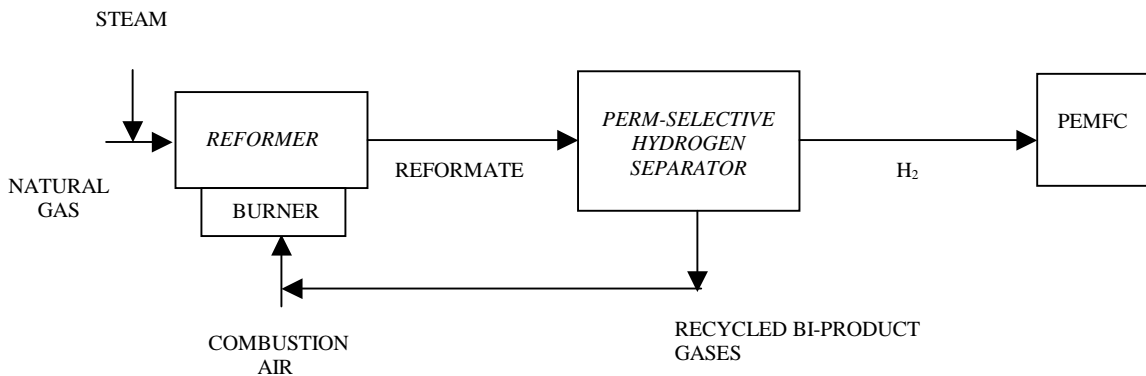 STEAM
NATURAL
GAS
REFORMER
BURNER
COMBUSTION
AIR
REFORMATE
PERM-SELECTIVE
HYDROGEN
SEPARATOR
RECYCLED BI-PRODUCT
GASES
H₂
PEMFC